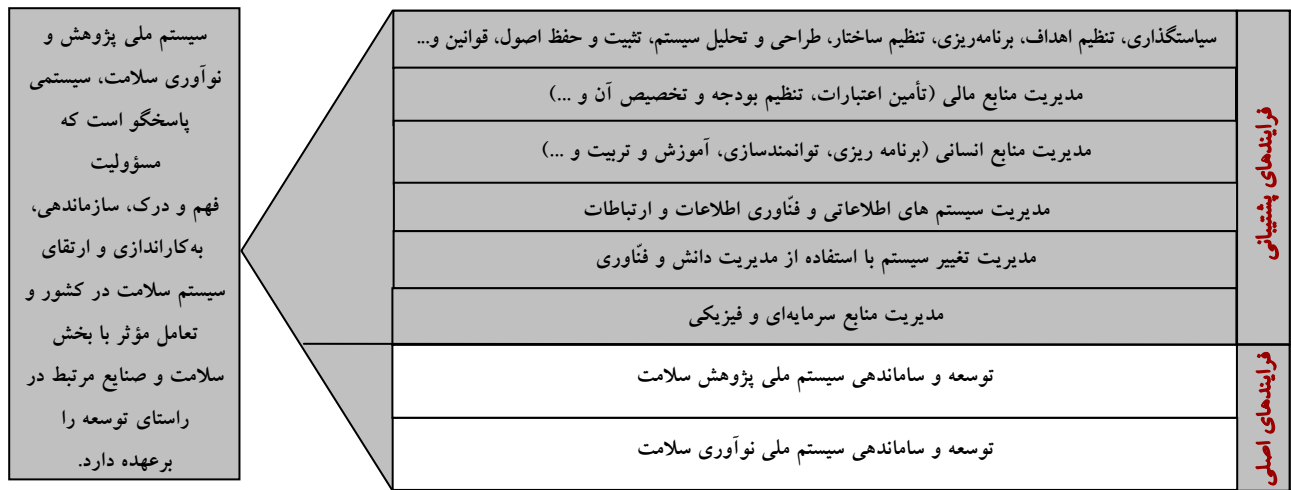 فرایندهای پشتیبانی
سیاستگذاری، تنظیم اهداف، برنامه‌ریزی، تنظیم ساختار، طراحی و تحلیل سیستم، تثبیت و حفظ اصول، قوانین و...
مدیریت منابع مالی (تأمین اعتبارات، تنظیم بودجه و تخصیص آن و ...)
مدیریت منابع انسانی (برنامه ریزی، توانمندسازی، آموزش و تربیت و ...)
مدیریت سیستم های اطلاعاتی و فنّاوری اطلاعات و ارتباطات
مدیریت تغییر سیستم با استفاده از مدیریت دانش و فنّاوری
مدیریت منابع سرمایه‌ای و فیزیکی
فرایندهای اصلی
توسعه و ساماندهی سیستم ملی پژوهش سلامت
توسعه و ساماندهی سیستم ملی نوآوری سلامت
سیستم ملی پژوهش و
نوآوری سلامت، سیستمی
پاسخگو است که
مسؤولیت
فهم و درک، سازماندهی،
به‌کاراندازی و ارتقای
سیستم سلامت در کشور و
تعامل مؤثر با بخش
سلامت و صنایع مرتبط در
راستای توسعه را
برعهده دارد.